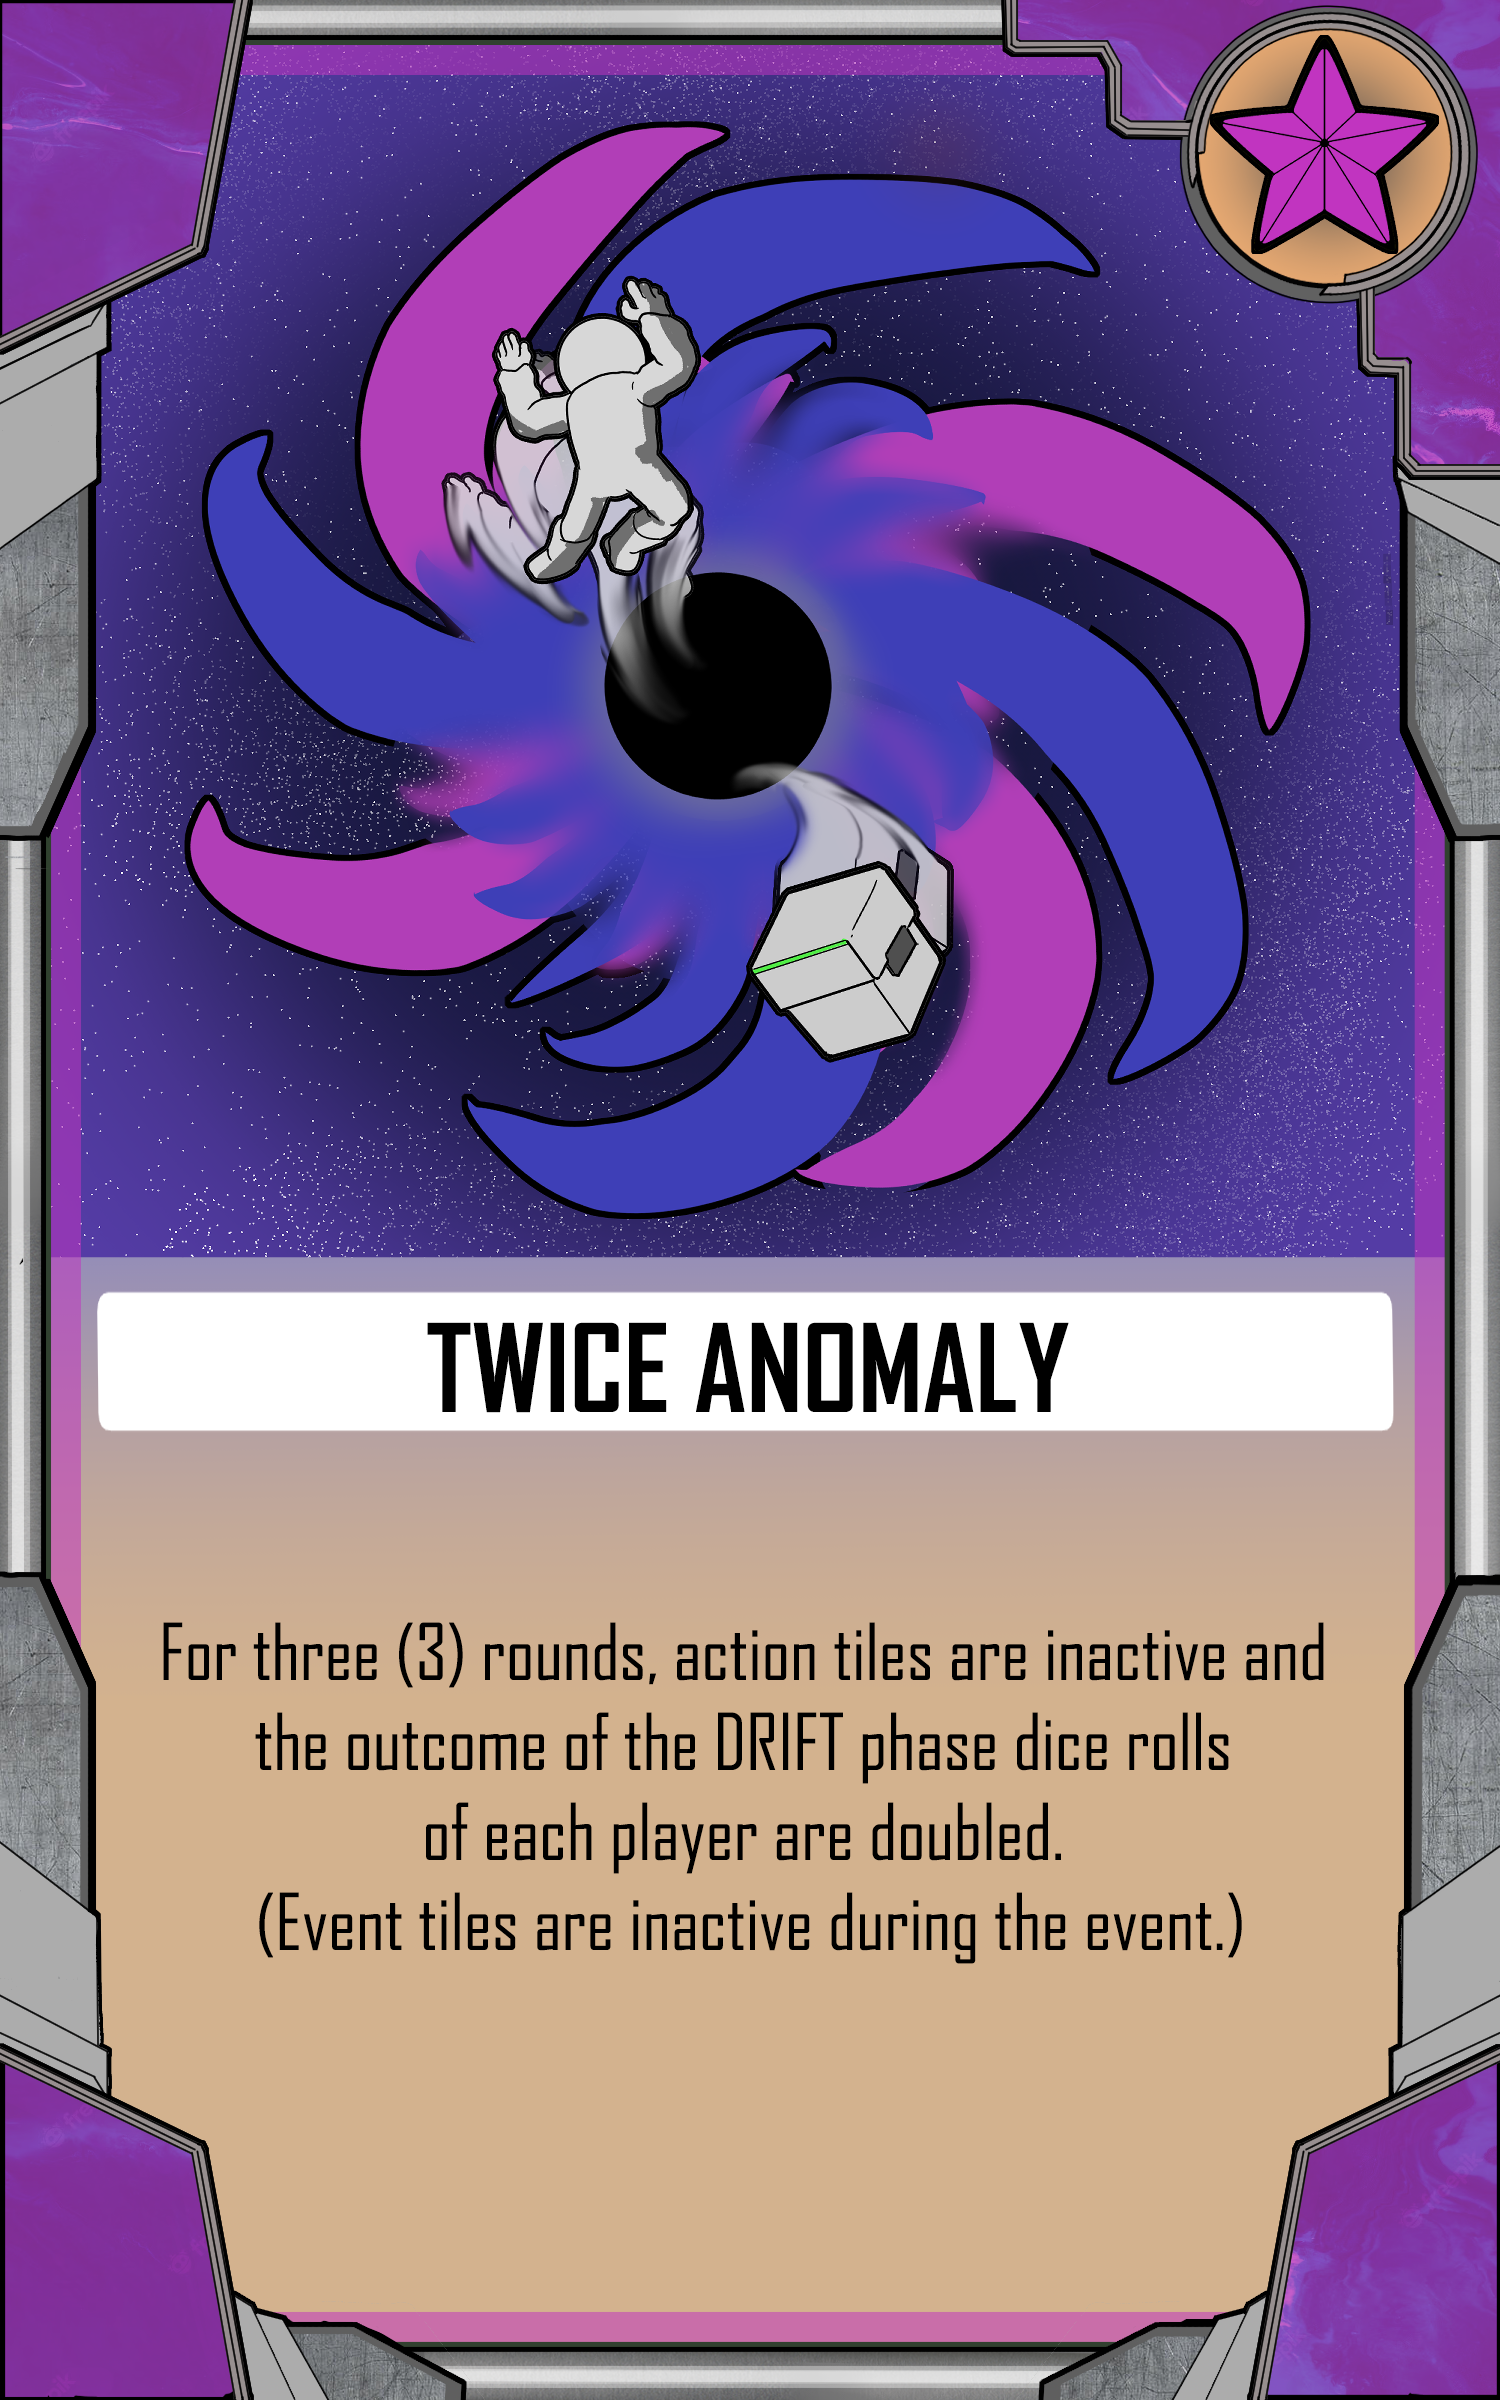 TWICE ANOMALY
For three (3) rounds, action tiles are inactive and
the outcome of the DRIFT phase dice rolls
of each player are doubled.
(Event tiles are inactive during the event.)